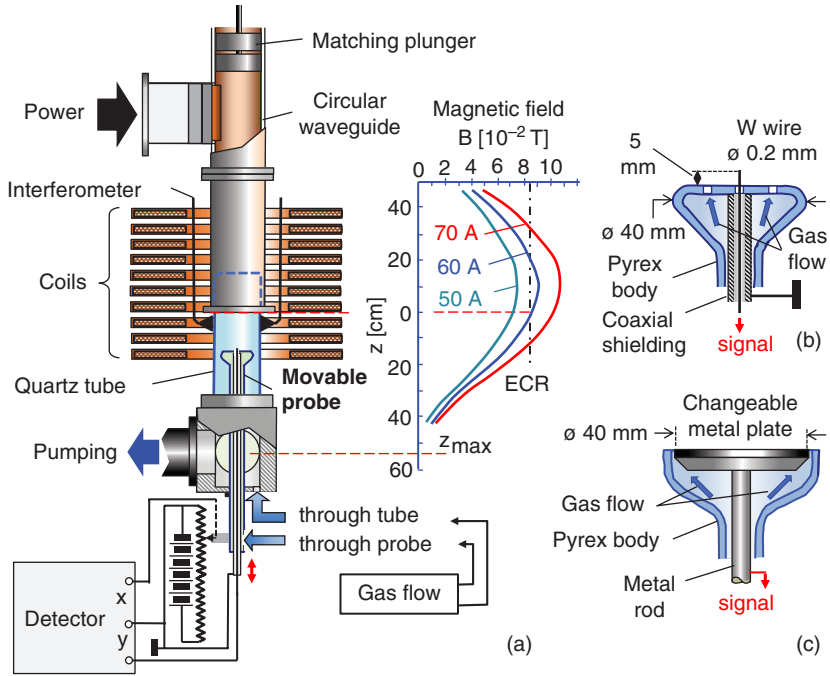 Matching plunger
Power
Circular
waveguide
Interferometer
Coils
Quartz tube
Movable
probe
Pumping
through tube
through probe
Gas flow
Detector
x
y
(a)
Magnetic field
B [10⁻² T]
0 2 4 6 8 10
40
20
0
20
40
60
z [cm]
70 A
60 A
50 A
ECR
z max
W wire
ø 0.2 mm
5
mm
ø 40 mm
Gas
flow
Pyrex
body
Coaxial
shielding
signal
(b)
Changeable
metal plate
ø 40 mm
Gas flow
Pyrex body
Metal
rod
signal
(c)